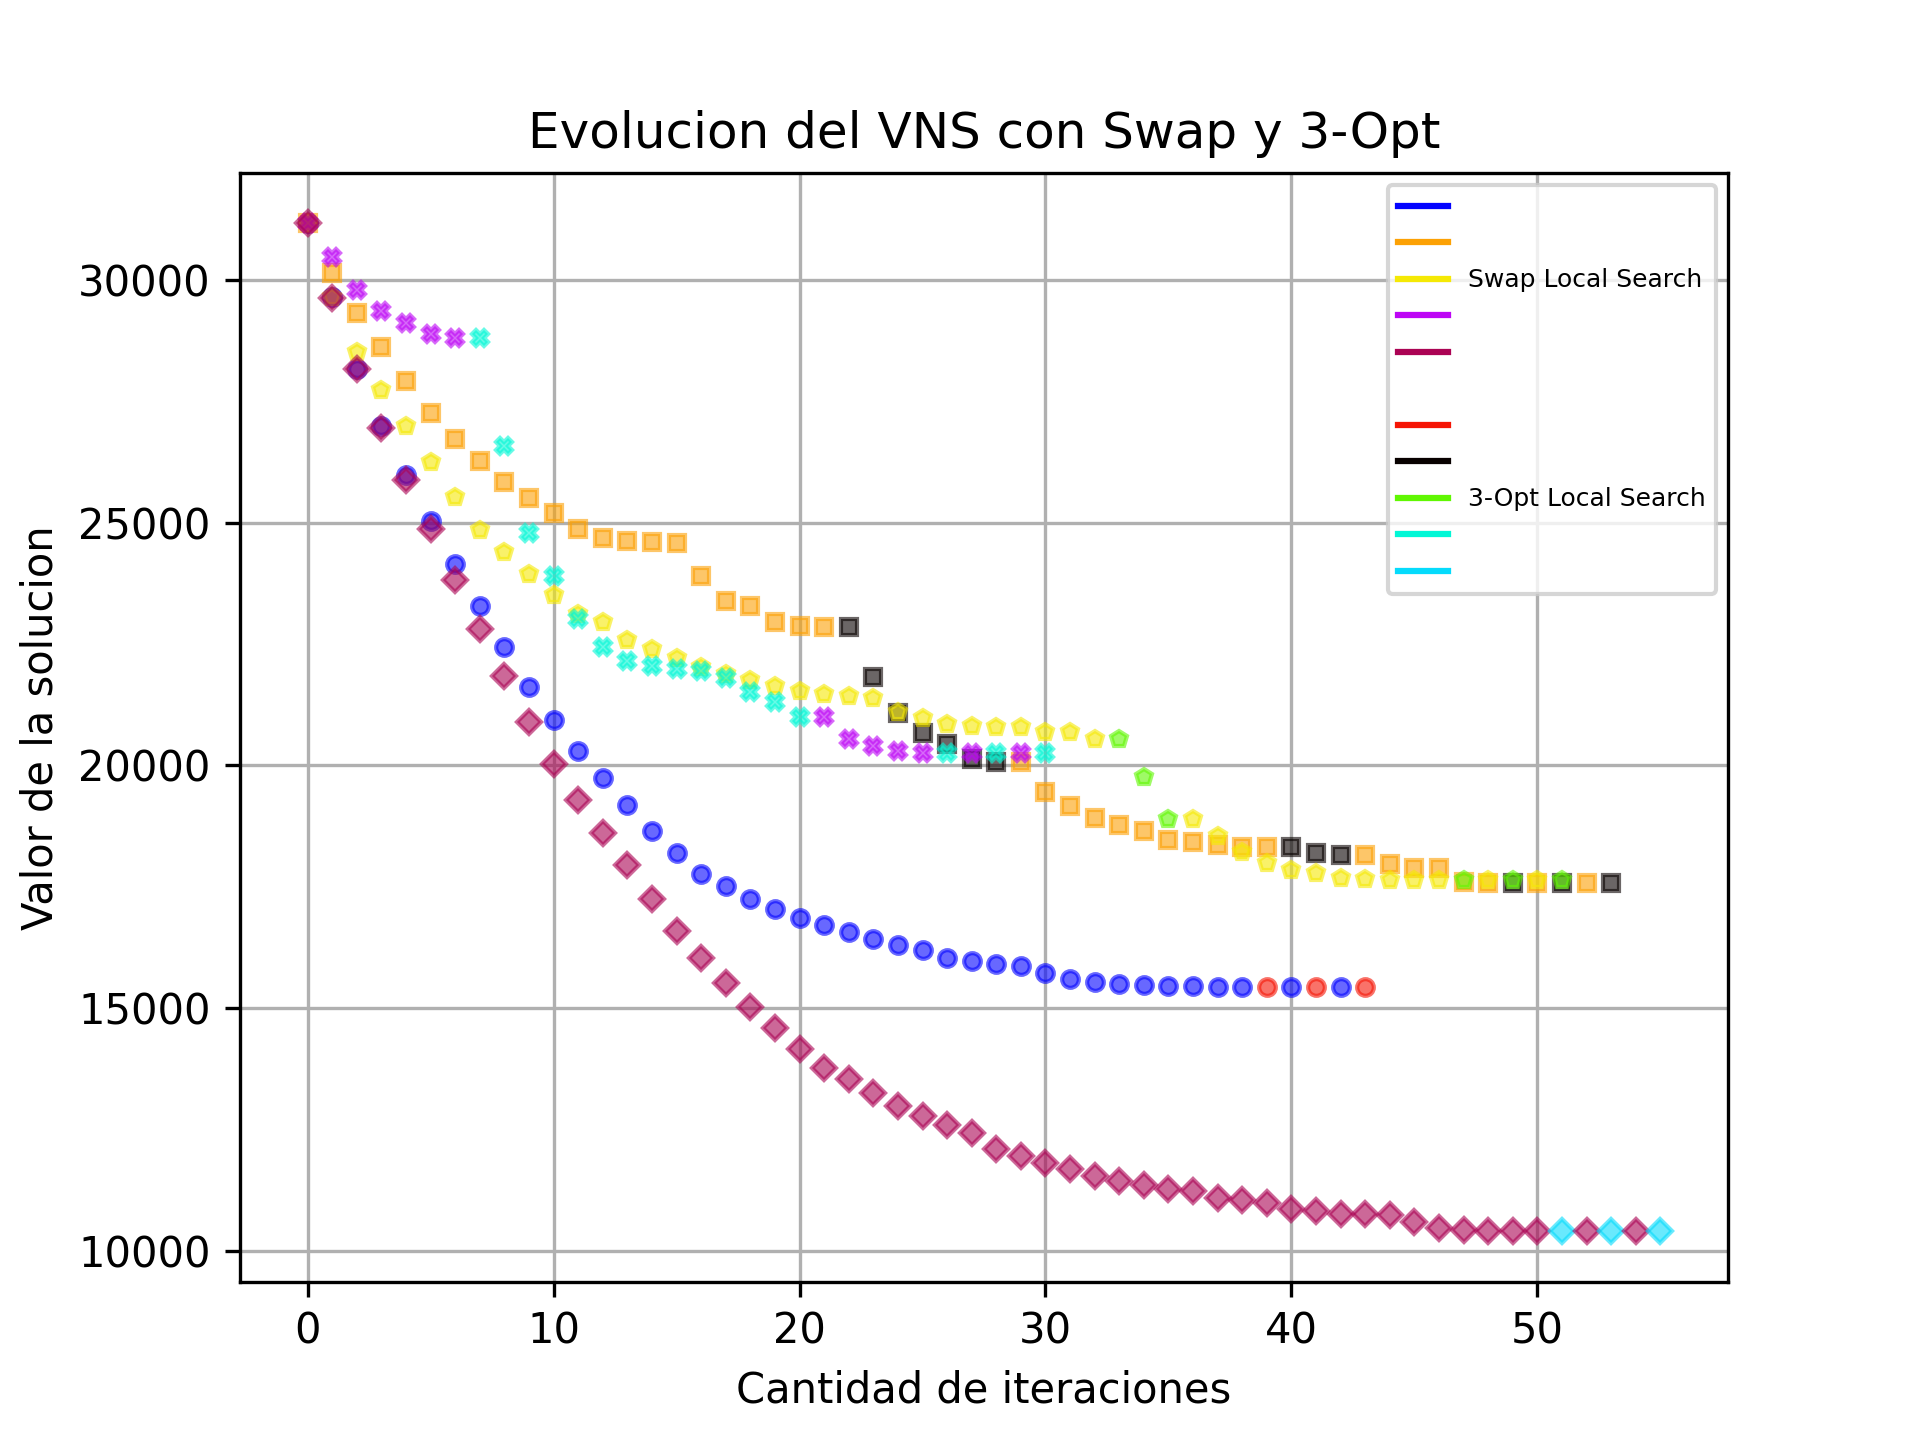 Evolucion del VNS con Swap y 3-Opt
Valor de la solucion
30000
25000
20000
15000
10000
Swap Local Search
3-Opt Local Search
0 10 20 30 40 50
Cantidad de iteraciones